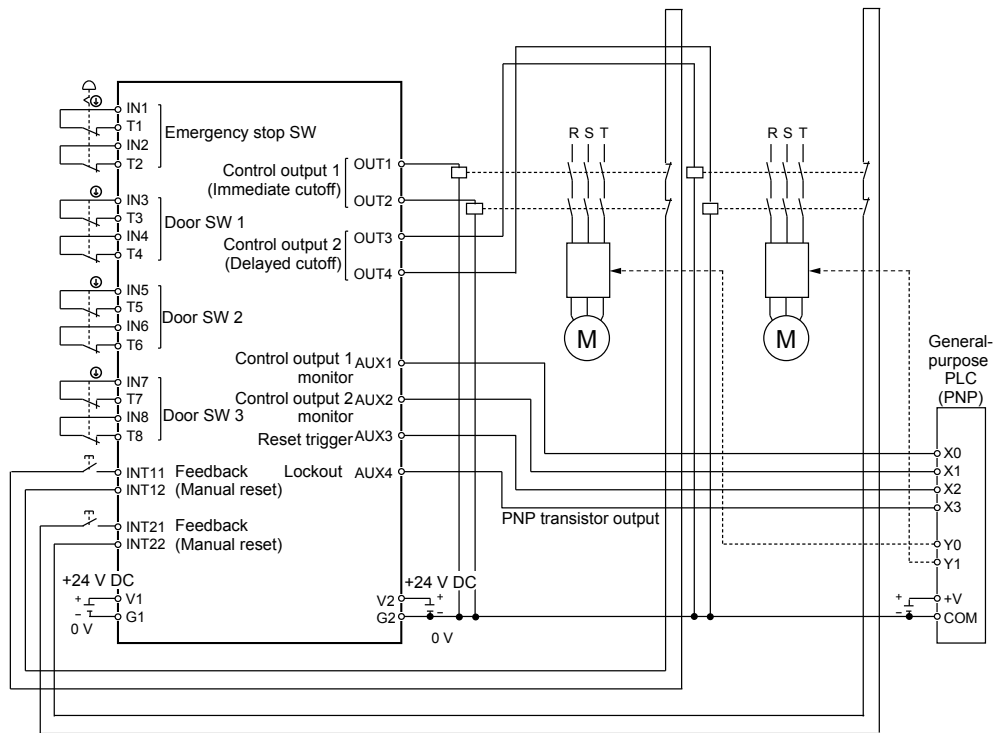 R S T
R S T
IN1
T1
IN2
T2
Emergency stop SW
IN3
T3
IN4
T4
Door SW 1
IN5
T5
IN6
T6
Door SW 2
IN7
T7
IN8
T8
Door SW 3
INT11 Feedback
INT12 (Manual reset)
INT21 Feedback
INT22 (Manual reset)
+24 V DC
+
V1
−
G1
0 V
Control output 1
(Immediate cutoff)
OUT1
OUT2
Control output 2
(Delayed cutoff)
OUT3
OUT4
Control output 1
monitor
AUX1
Control output 2
monitor
AUX2
Reset trigger AUX3
Lockout AUX4
PNP transistor output
+24 V DC
V2
+
G2
−
0 V
M
M
General-
purpose
PLC
(PNP)
X0
X1
X2
X3
Y0
Y1
+
+V
−
COM